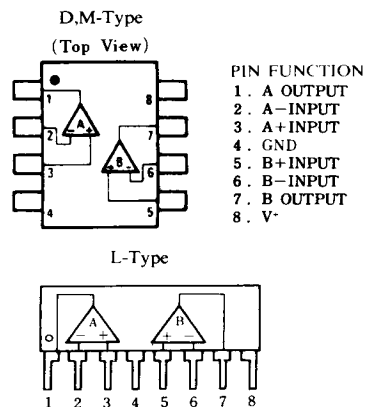 D,M-Type
(Top View)
1
2
3
4
8
7
6
5
A
- +
B
+ -
PIN FUNCTION
1 . A OUTPUT
2 . A-INPUT
3 . A+INPUT
4 . GND
5 . B+INPUT
6 . B-INPUT
7 . B OUTPUT
8 . V+
L-Type
A
- +
B
+ -
1 2 3 4 5 6 7 8